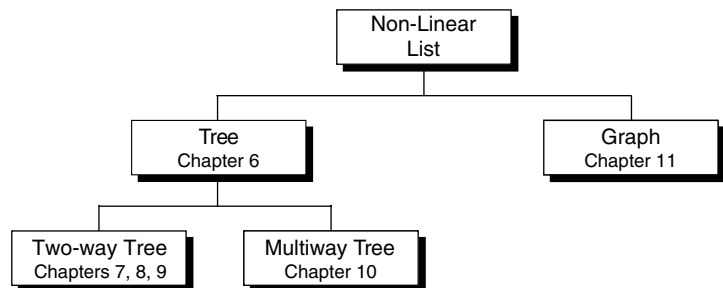 Non-Linear
List
Tree
Chapter 6
Graph
Chapter 11
Two-way Tree
Chapters 7, 8, 9
Multiway Tree
Chapter 10